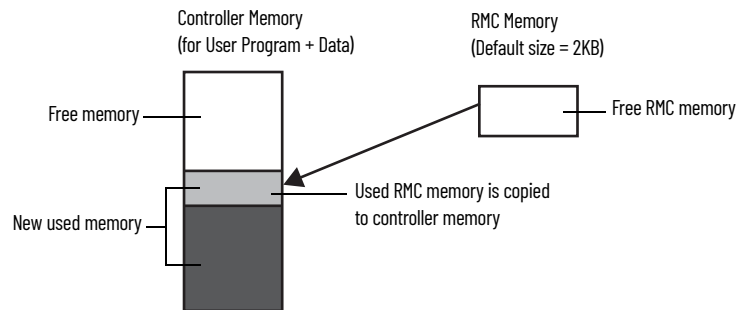 Controller Memory
(for User Program + Data)
RMC Memory
(Default size = 2KB)
Free memory
Free RMC memory
Used RMC memory is copied
to controller memory
New used memory